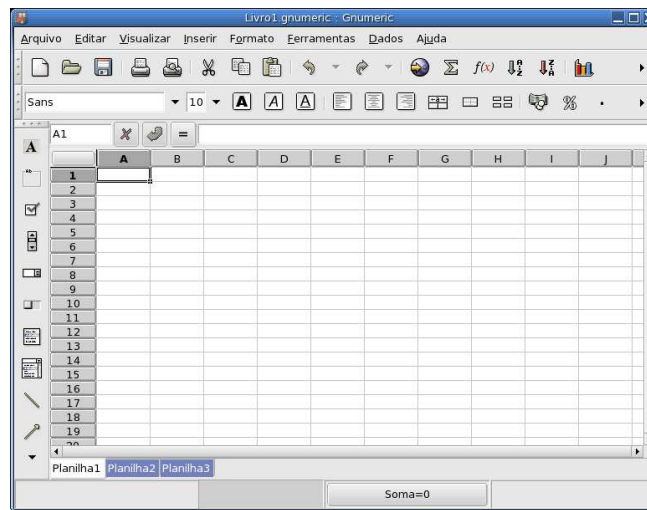 Livro1.gnumeric : Gnumeric
Arquivo Editar Visualizar Inserir Formato Ferramentas Dados Ajuda
f(x)
Sans 10 A A A %
A1 =
A
A B C D E F G H I J
1
2
3
4
5
6
7
8
9
10
11
12
13
14
15
16
17
18
19
20
Planilha1 Planilha2 Planilha3
Soma=0